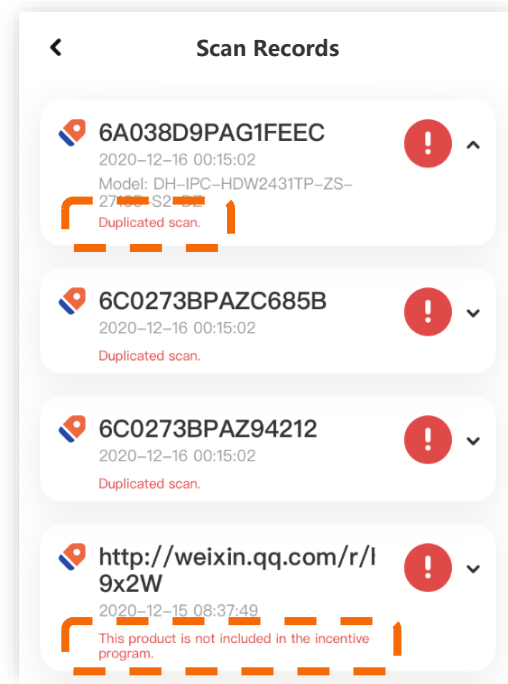 Scan Records
6A038D9PAG1FEEC
2020-12-16 00:15:02
Model: DH-IPC-HDW2431TP-ZS-
S2
Duplicated scan.
6C0273BPAZC685B
2020-12-16 00:15:02
Duplicated scan.
6C0273BPAZ94212
2020-12-16 00:15:02
Duplicated scan.
http://weixin.qq.com/r/
9x2W
2020-12-15 08:37:49
This product is not included in the incentive
program.